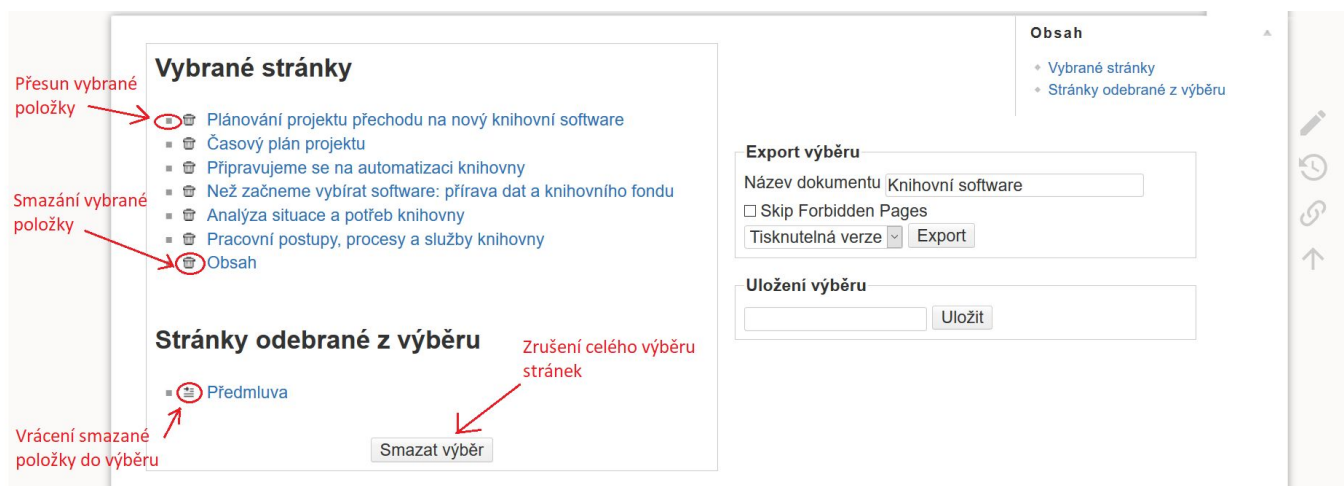 Obsah
Vybrané stránky
Stránky odebrané z výběru
Vybrané stránky
Přesun vybrané
položky
Plánování projektu přechodu na nový knihovní software
Časový plán projektu
Připravujeme se na automatizaci knihovny
Než začneme vybírat software: přírava dat a knihovního fondu
Analýza situace a potřeb knihovny
Pracovní postupy, procesy a služby knihovny
Obsah
Smazání vybrané
položky
Stránky odebrané z výběru
Zrušení celého výběru
stránek
Předmluva
Vrácení smazané
položky do výběru
Smazat výběr
Export výběru
Název dokumentu Knihovní software
Skip Forbidden Pages
Tisknutelná verze Export
Uložení výběru
Uložit